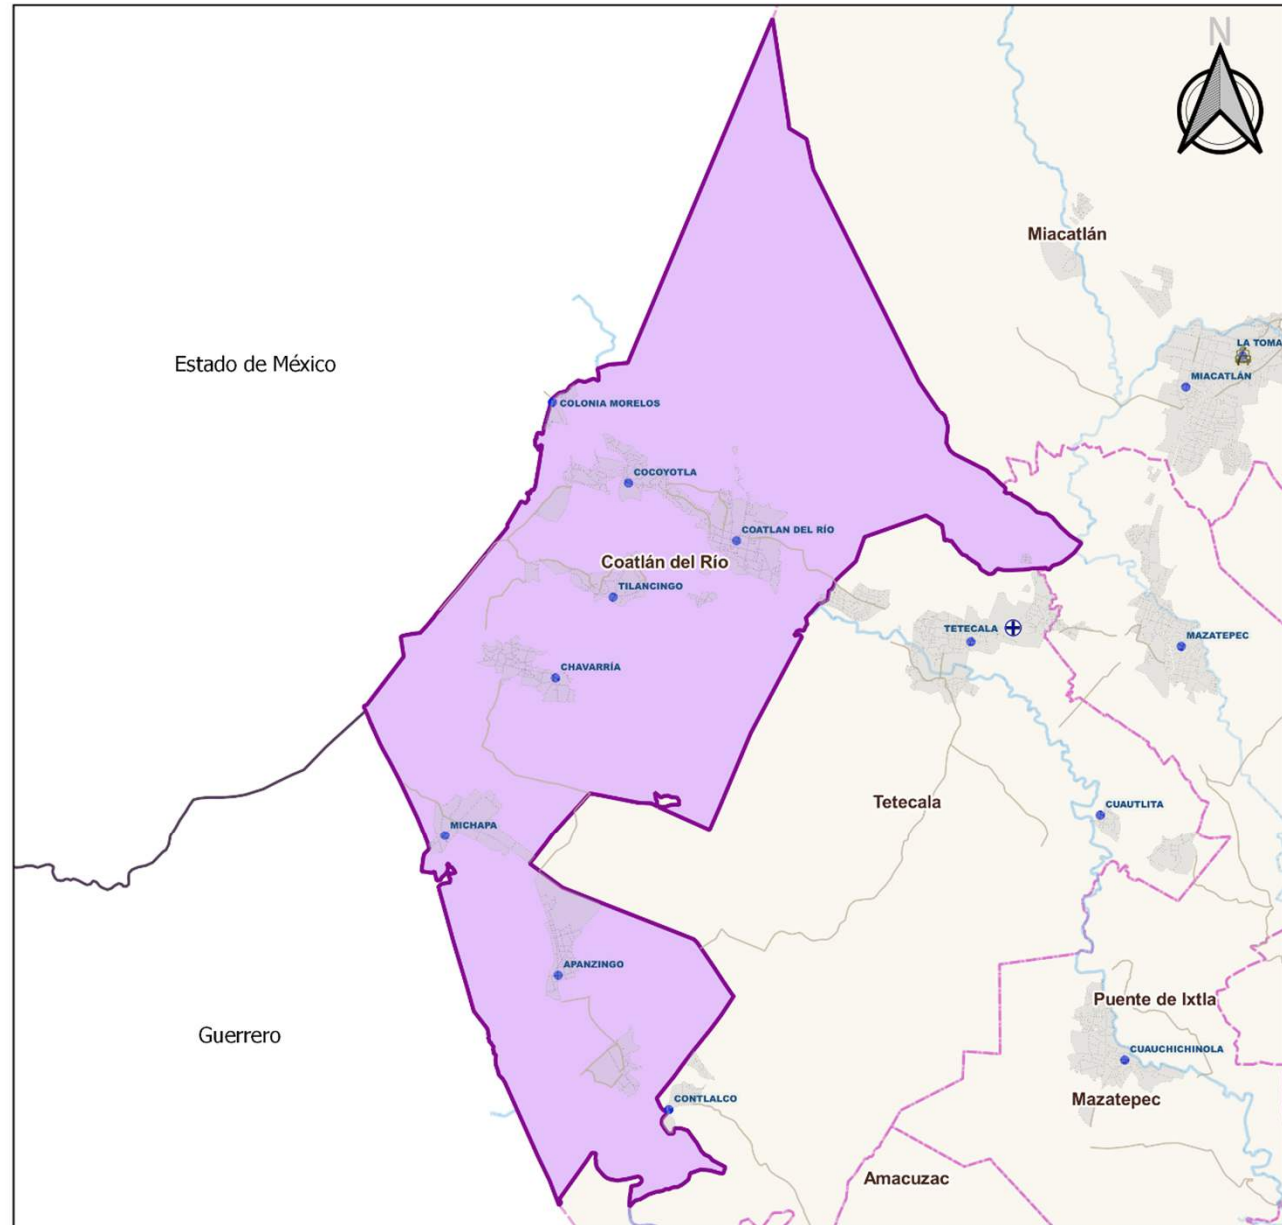 N
Miacatlán
LA TOMA
Estado de México
MIACATLÁN
COLONIA MORELOS
COCOYOTLA
COATLAN DEL RÍO
Coatlán del Río
TILANCINGO
TETECALA
MAZATEPEC
CHAVARRÍA
Tetecala
CUAUTLITA
MICHAPA
APANZINGO
Puente de Ixtla
Guerrero
CUAUCHICHINOLA
CONTLALCO
Mazatepec
Amacuzac